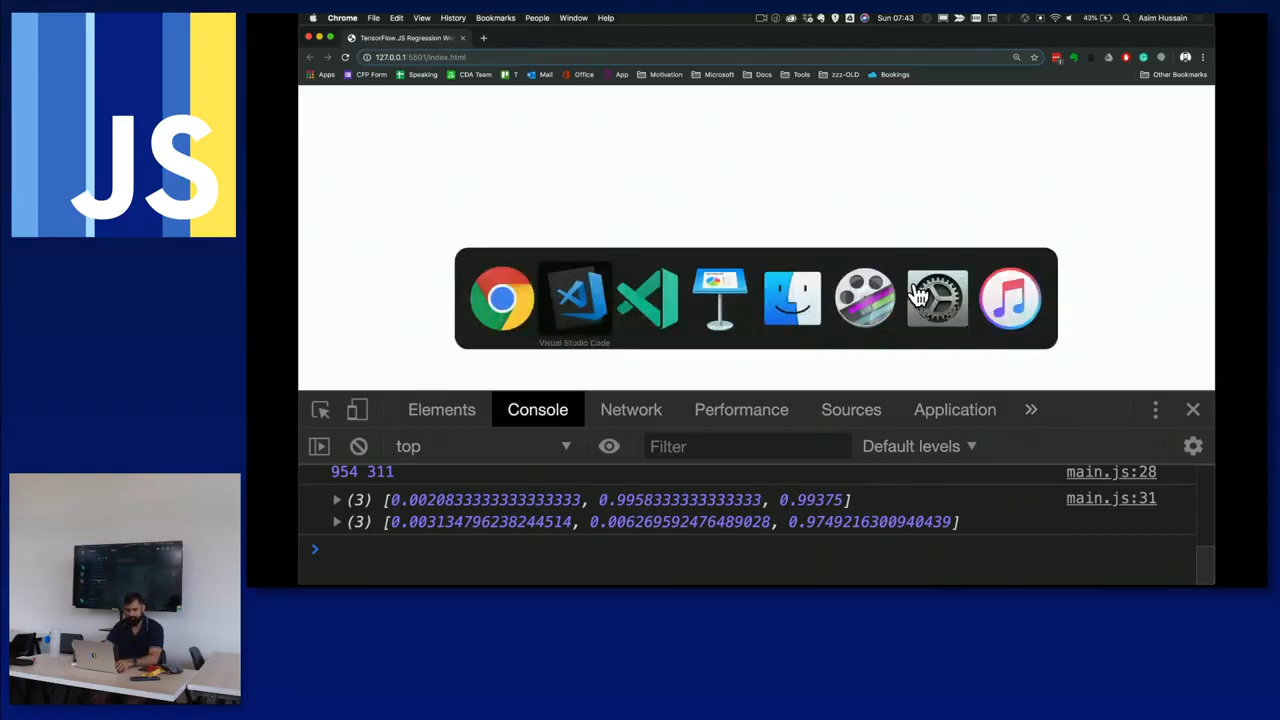 JS
Chrome File Edit View History Bookmarks People Window Help Sun 07:43 43% Asim Hussain
TensorFlow.JS Regression Wo
127.0.0.1:5501/index.html
Apps CFP Form Speaking CDA Team T Mail Office App Motivation Microsoft Docs Tools zzz-OLD Bookings Other Bookmarks
Visual Studio Code
Elements Console Network Performance Sources Application »
top Filter Default levels
954 311 main.js:28
(3) [0.0020833333333333333, 0.9958333333333333, 0.99375] main.js:31
(3) [0.003134796238244514, 0.006269592476489028, 0.9749216300940439]